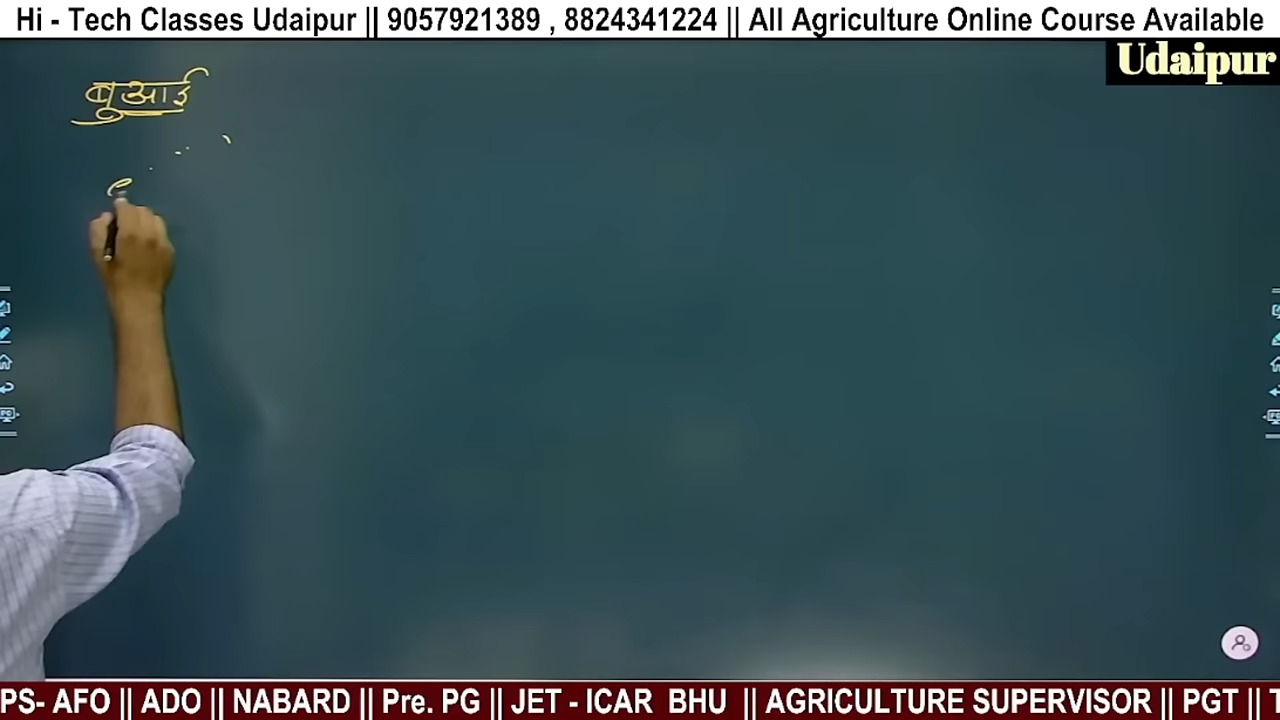 Hi - Tech Classes Udaipur || 9057921389 , 8824341224 || All Agriculture Online Course Available
Udaipur
बुआई
PS- AFO || ADO || NABARD || Pre. PG || JET - ICAR BHU || AGRICULTURE SUPERVISOR || PGT || T